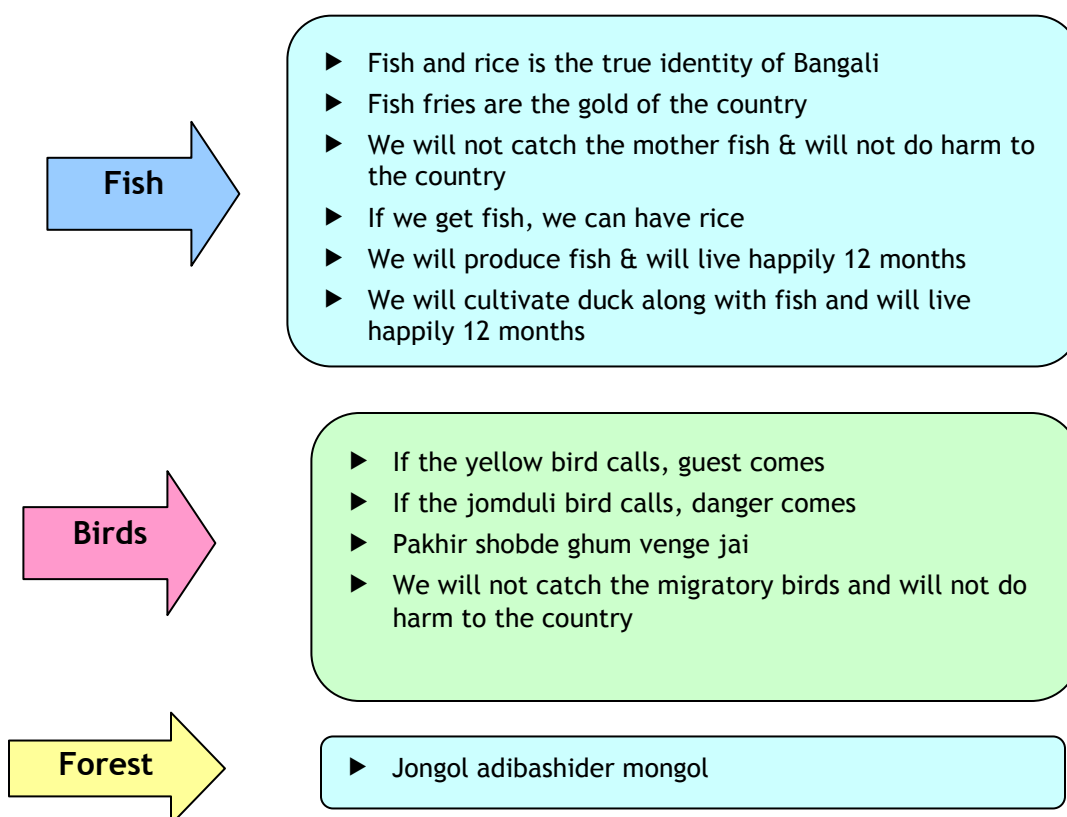 Fish
► Fish and rice is the true identity of Bangali
► Fish fries are the gold of the country
► We will not catch the mother fish & will not do harm to
the country
► If we get fish, we can have rice
► We will produce fish & will live happily 12 months
► We will cultivate duck along with fish and will live
happily 12 months
Birds
► If the yellow bird calls, guest comes
► If the jomduli bird calls, danger comes
► Pakhir shobde ghum venge jai
► We will not catch the migratory birds and will not do
harm to the country
Forest
► Jongol adibashider mongol